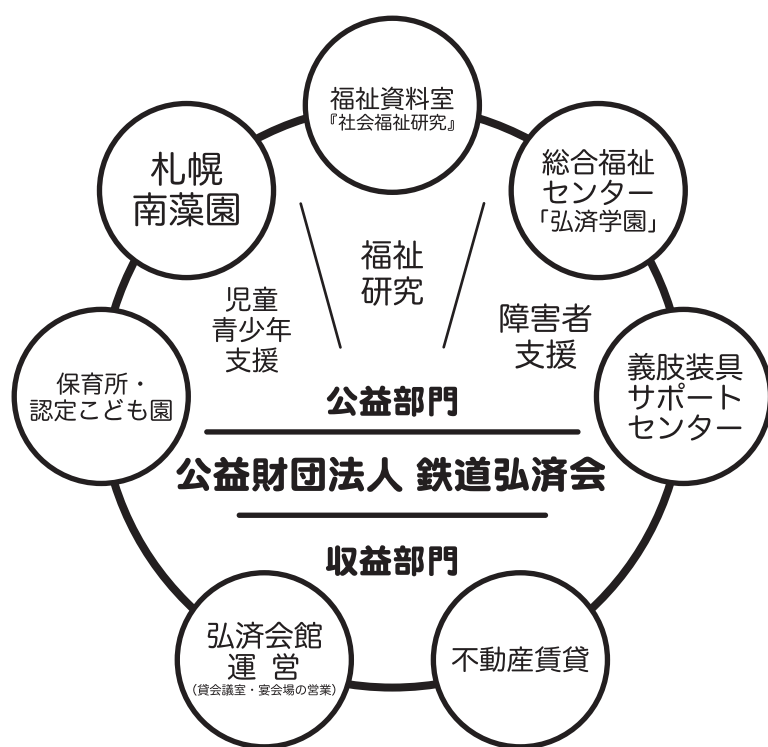 福祉資料室
『社会福祉研究』
札幌
南藻園
総合福祉
センター
「弘済学園」
福祉
研究
児童
青少年
支援
障害者
支援
保育所・
認定こども園
義肢装具
サポート
センター
公益部門
公益財団法人 鉄道弘済会
収益部門
弘済会館
運 営
(貸会議室・宴会場の営業)
不動産賃貸